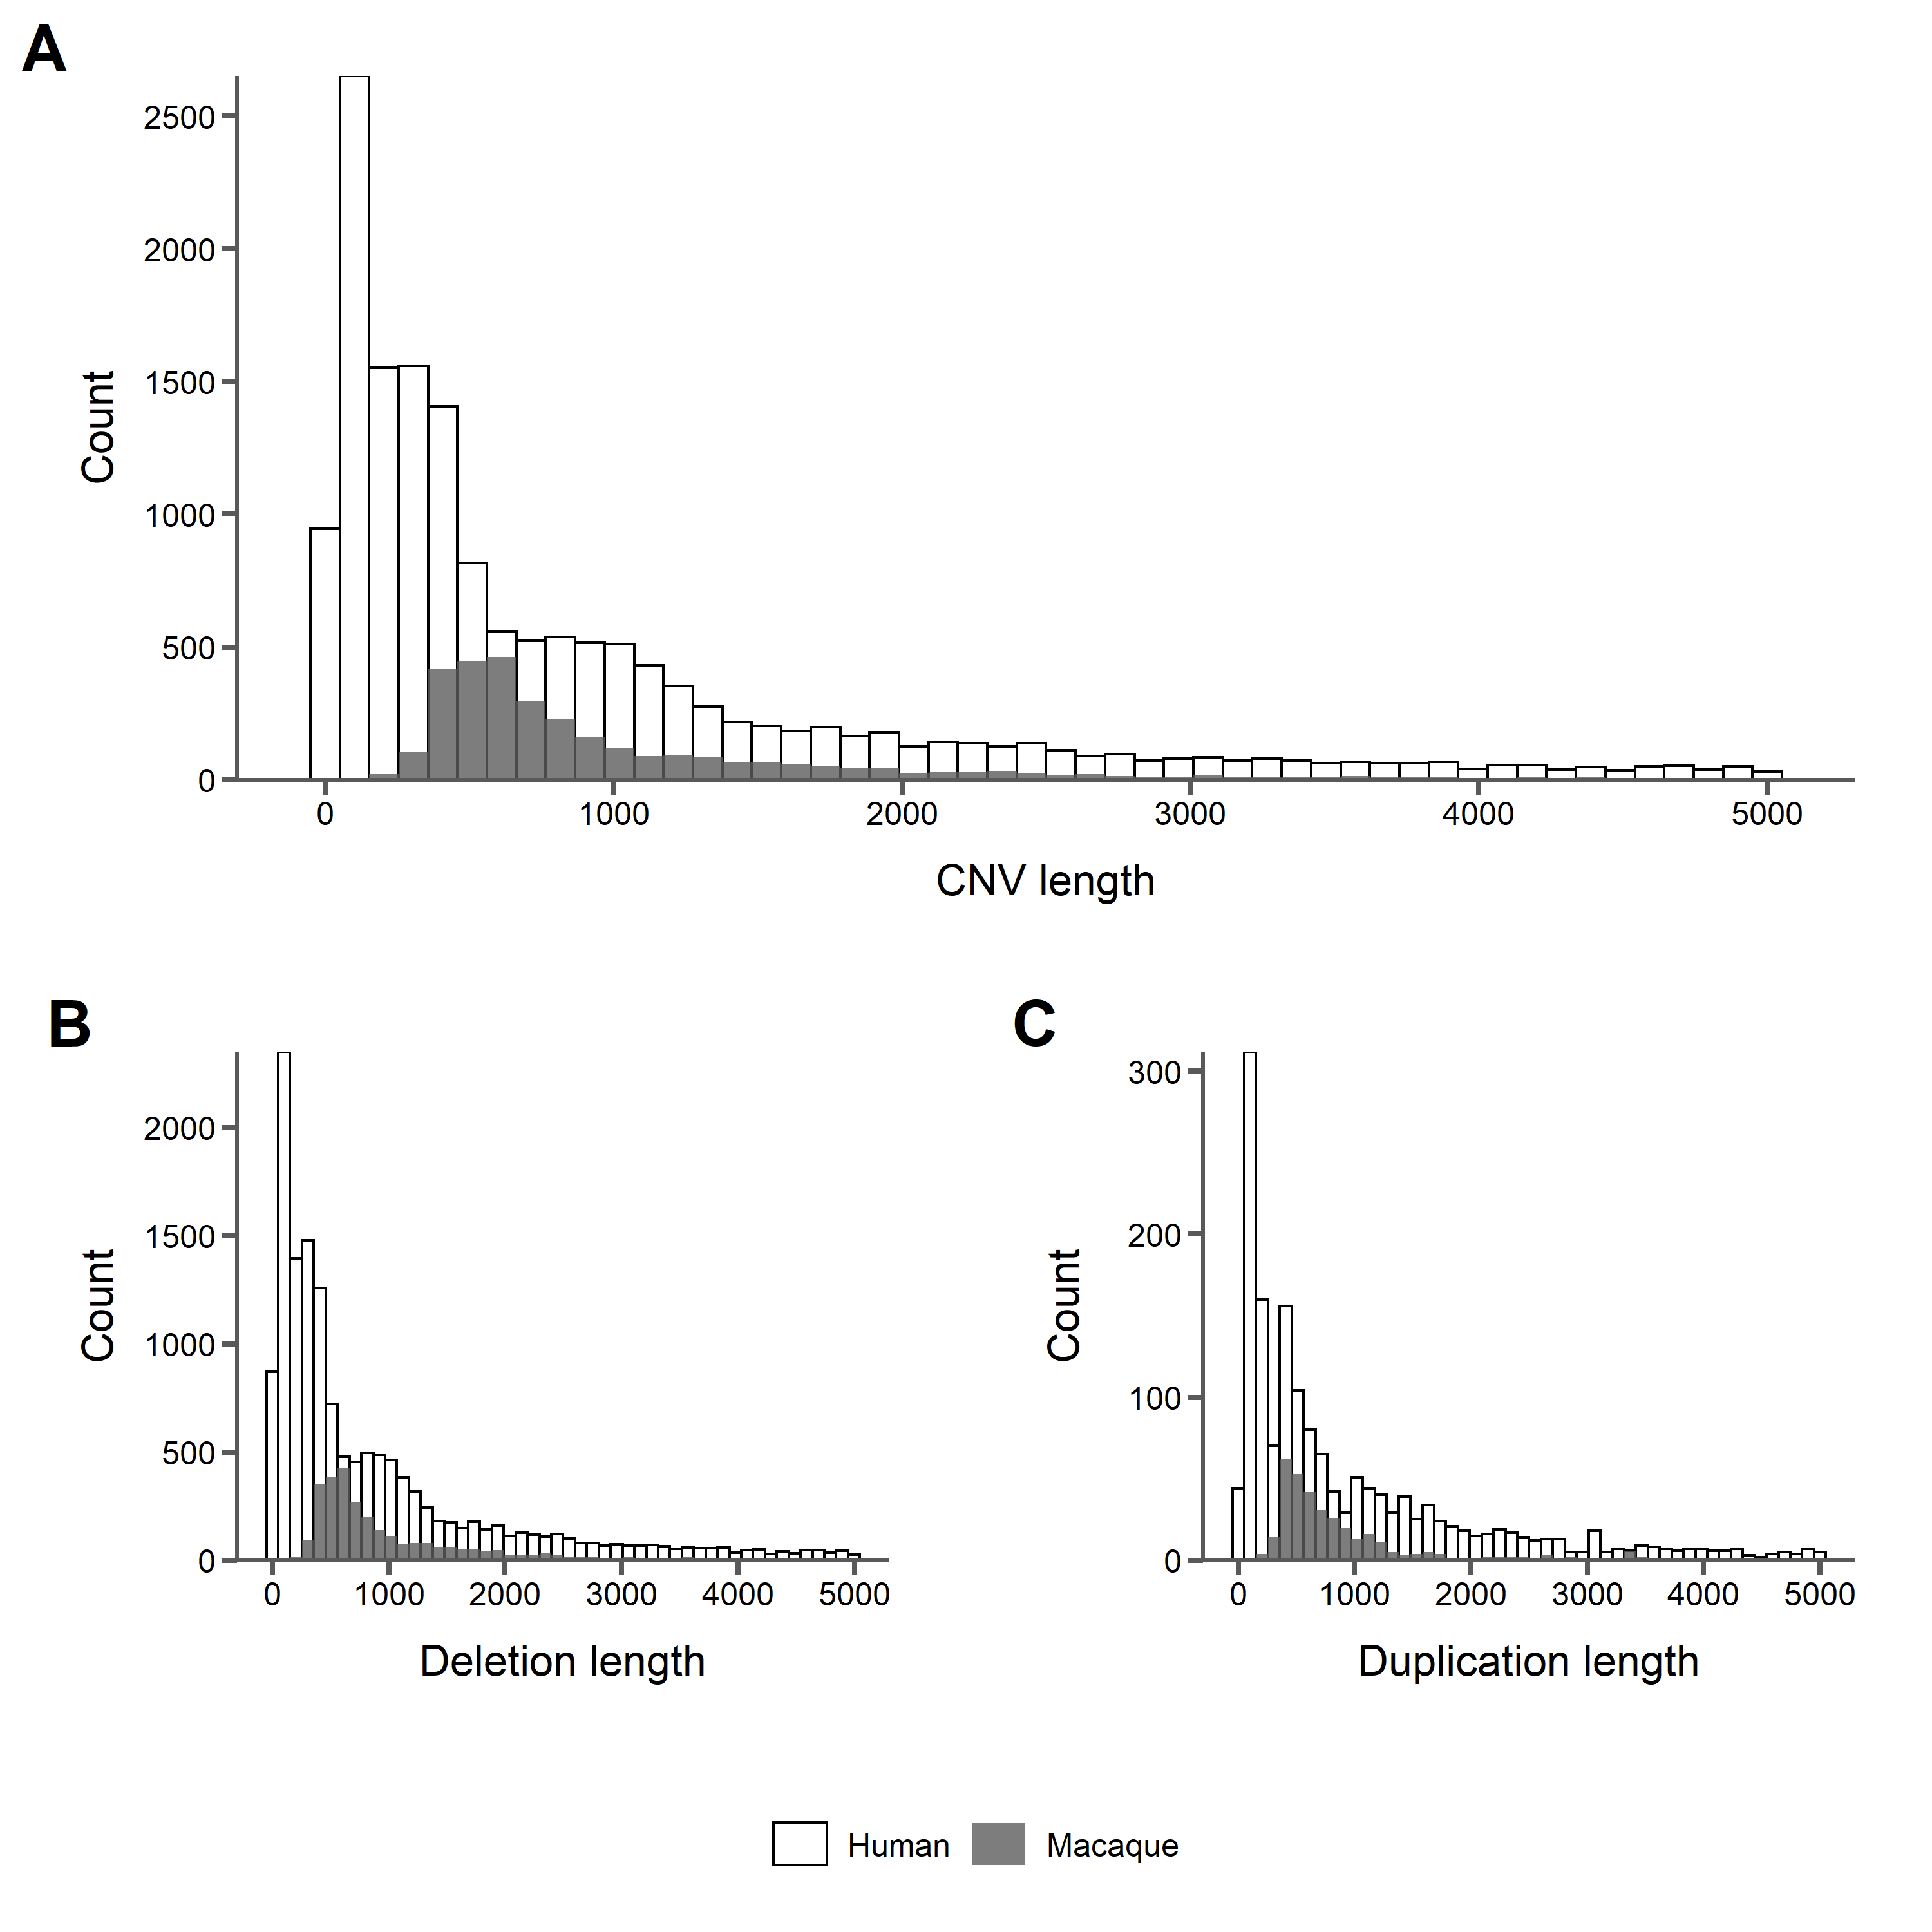 A
Count
2500
2000
1500
1000
500
0
0 1000 2000 3000 4000 5000
CNV length
B
Count
2000
1500
1000
500
0
0 1000 2000 3000 4000 5000
Deletion length
C
Count
300
200
100
0
0 1000 2000 3000 4000 5000
Duplication length
Human Macaque